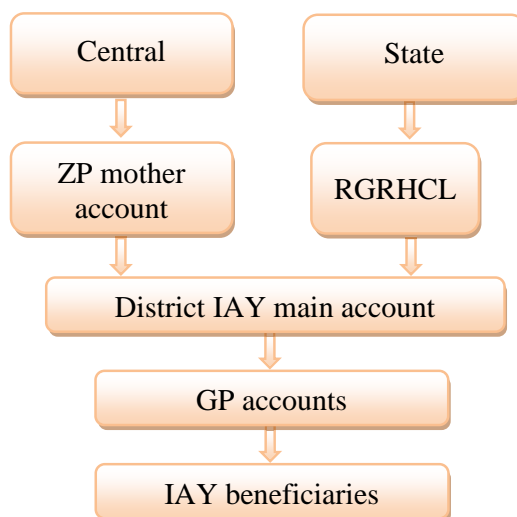 Central
State
ZP mother
account
RGRHCL
District IAY main account
GP accounts
IAY beneficiaries